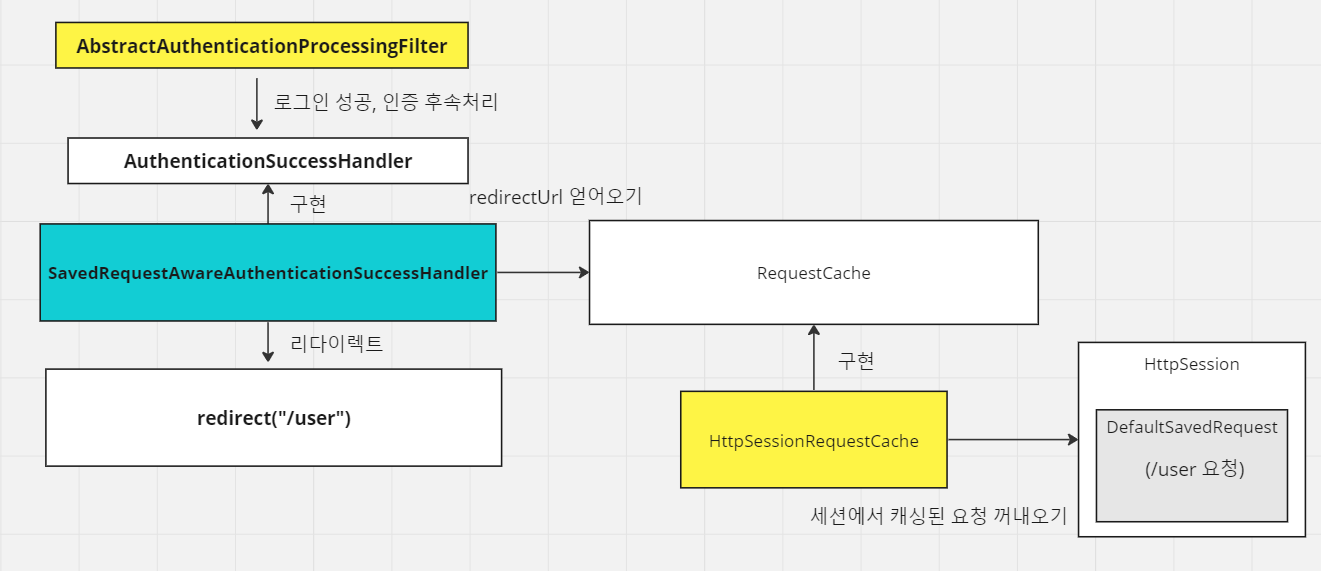 AbstractAuthenticationProcessingFilter
로그인 성공, 인증 후속처리
AuthenticationSuccessHandler
구현
redirectUrl 얻어오기
SavedRequestAwareAuthenticationSuccessHandler
RequestCache
리다이렉트
구현
redirect("/user")
HttpSession
HttpSessionRequestCache
DefaultSavedRequest
(/user 요청)
세션에서 캐싱된 요청 꺼내오기